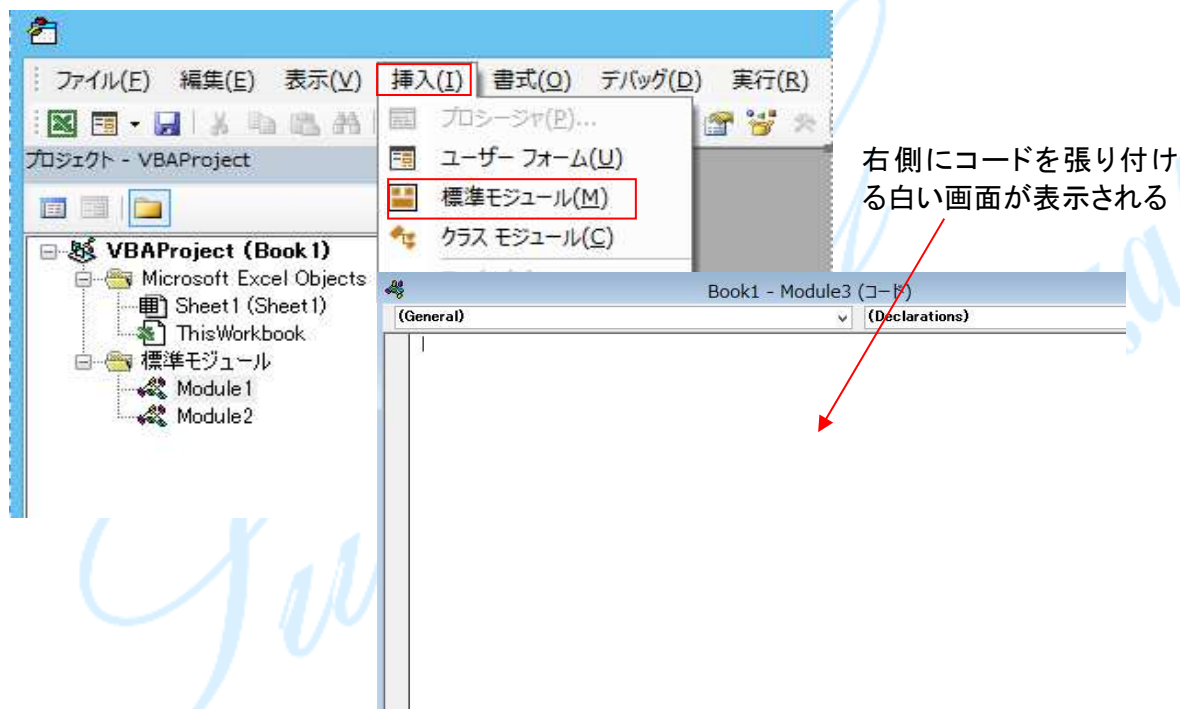 ファイル(F) 編集(E) 表示(V) 挿入(I) 書式(O) デバッグ(D) 実行(R)
プロシージャ(P)...
ユーザー フォーム(U)
標準モジュール(M)
クラス モジュール(C)
プロジェクト - VBAProject
VBAProject (Book1)
Microsoft Excel Objects
Sheet1 (Sheet1)
ThisWorkbook
標準モジュール
Module1
Module2
右側にコードを張り付け
る白い画面が表示される
Book1 - Module3 (コード)
(General) (Declarations)